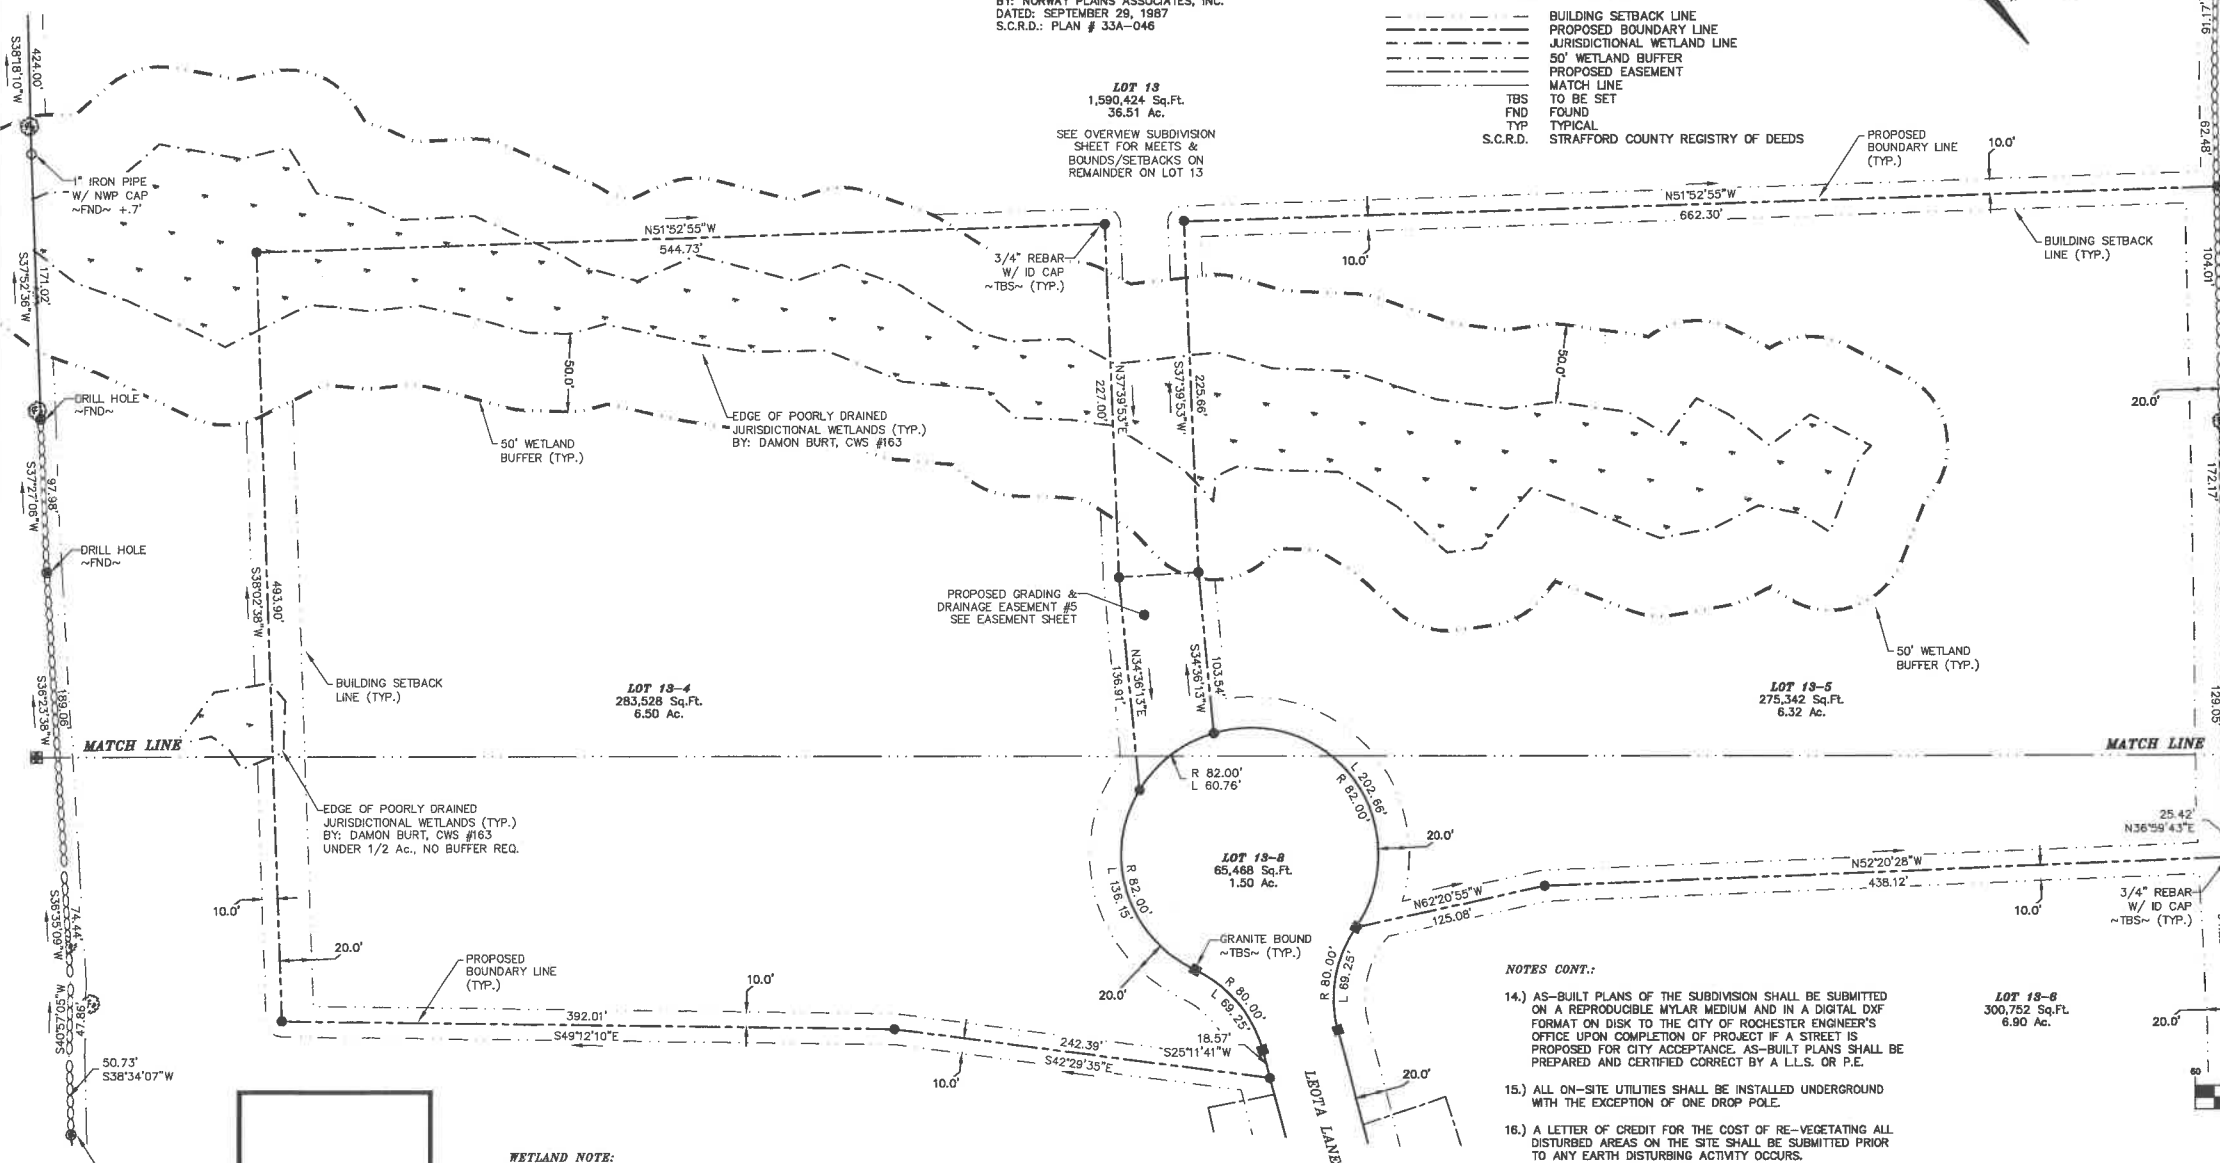 BY: NORWAY PLAINS ASSOCIATES, INC.
DATED: SEPTEMBER 29, 1987
S.C.R.D.: PLAN # 33A-046
BUILDING SETBACK LINE
PROPOSED BOUNDARY LINE
JURISDICTIONAL WETLAND LINE
50' WETLAND BUFFER
PROPOSED EASEMENT
MATCH LINE
TBS TO BE SET
FND FOUND
TYP TYPICAL
S.C.R.D. STRAFFORD COUNTY REGISTRY OF DEEDS
LOT 13
1,590,424 Sq.Ft.
36.51 Ac.
SEE OVERVIEW SUBDIVISION
SHEET FOR MEETS &
BOUNDS/SETBACKS ON
REMAINDER ON LOT 13
424.00'
S38°18'10"W
1" IRON PIPE
W/ NWP CAP
~FND~ +.7'
171.02'
S37°52'36"W
DRILL HOLE
~FND~
97.98'
S37°27'06"W
DRILL HOLE
~FND~
189.06'
S36°23'38"W
MATCH LINE
74.44'
S36°35'09"W
47.86'
S40°57'05"W
50.73'
S38°34'07"W
N51°52'55"W
544.73'
3/4" REBAR
W/ ID CAP
~TBS~ (TYP.)
N51°52'55"W
662.30'
10.0'
10.0'
PROPOSED
BOUNDARY LINE
(TYP.)
BUILDING SETBACK
LINE (TYP.)
62.48'
104.01'
20.0'
172.17'
129.05'
50.0'
50' WETLAND
BUFFER (TYP.)
EDGE OF POORLY DRAINED
JURISDICTIONAL WETLANDS (TYP.)
BY: DAMON BURT, CWS #163
227.00'
N37°39'53"E
225.66'
S37°39'53"W
50.0'
493.90'
S38°02'38"W
BUILDING SETBACK
LINE (TYP.)
PROPOSED GRADING &
DRAINAGE EASEMENT #5
SEE EASEMENT SHEET
136.91'
N34°36'13"E
103.54'
S34°36'13"W
50' WETLAND
BUFFER (TYP.)
LOT 13-4
283,528 Sq.Ft.
6.50 Ac.
LOT 13-5
275,342 Sq.Ft.
6.32 Ac.
MATCH LINE
R 82.00'
L 60.76'
L 202.66'
R 82.00'
EDGE OF POORLY DRAINED
JURISDICTIONAL WETLANDS (TYP.)
BY: DAMON BURT, CWS #163
UNDER 1/2 Ac., NO BUFFER REQ.
LOT 13-8
65,468 Sq.Ft.
1.50 Ac.
20.0'
R 82.00'
L 136.15'
25.42'
N36°59'43"E
N52°20'28"W
438.12'
N62°20'55"W
125.08'
10.0'
3/4" REBAR
W/ ID CAP
~TBS~ (TYP.)
10.0'
20.0'
PROPOSED
BOUNDARY LINE
(TYP.)
10.0'
GRANITE BOUND
~TBS~ (TYP.)
20.0'
R 80.00'
L 69.25'
R 80.00'
L 69.25'
392.01'
S49°12'10"E
242.39'
S42°29'35"E
10.0'
18.57'
S25°11'41"W
20.0'
LEOTA LANE
NOTES CONT.:
14.) AS-BUILT PLANS OF THE SUBDIVISION SHALL BE SUBMITTED
ON A REPRODUCIBLE MYLAR MEDIUM AND IN A DIGITAL DXF
FORMAT ON DISK TO THE CITY OF ROCHESTER ENGINEER'S
OFFICE UPON COMPLETION OF PROJECT IF A STREET IS
PROPOSED FOR CITY ACCEPTANCE. AS-BUILT PLANS SHALL BE
PREPARED AND CERTIFIED CORRECT BY A L.L.S. OR P.E.
15.) ALL ON-SITE UTILITIES SHALL BE INSTALLED UNDERGROUND
WITH THE EXCEPTION OF ONE DROP POLE.
16.) A LETTER OF CREDIT FOR THE COST OF RE-VEGETATING ALL
DISTURBED AREAS ON THE SITE SHALL BE SUBMITTED PRIOR
TO ANY EARTH DISTURBING ACTIVITY OCCURS.
LOT 13-6
300,752 Sq.Ft.
6.90 Ac.
20.0'
60
WETLAND NOTE: